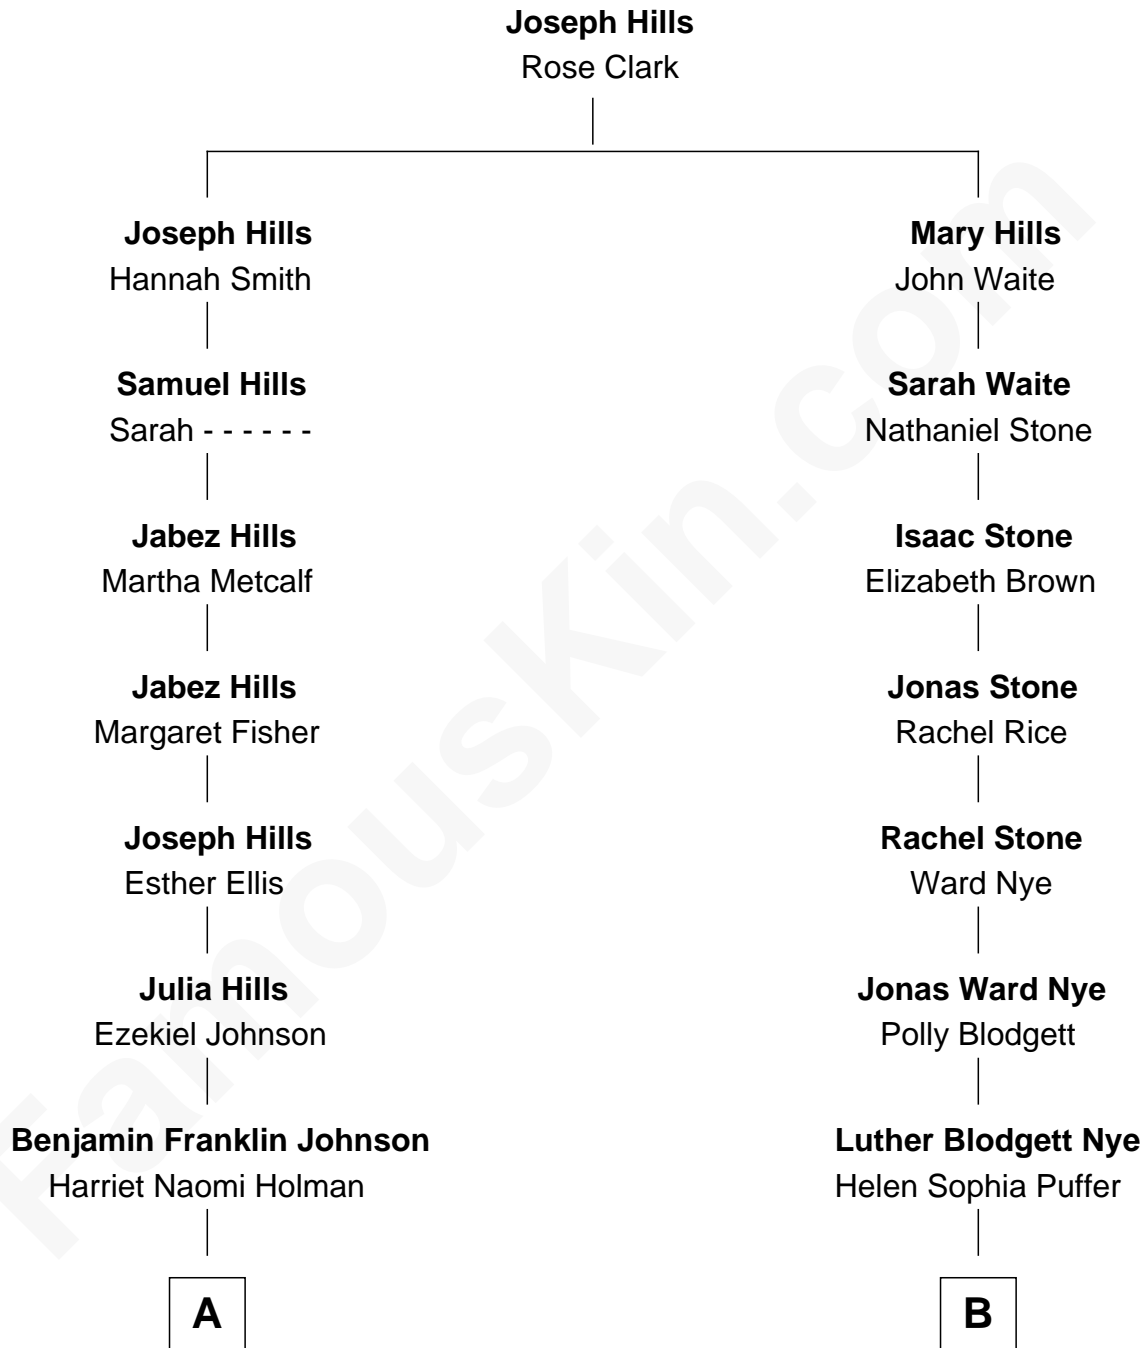 Joseph Hills
Rose Clark
Joseph Hills
Hannah Smith
Mary Hills
John Waite
Samuel Hills
Sarah - - - - - -
Sarah Waite
Nathaniel Stone
Jabez Hills
Martha Metcalf
Isaac Stone
Elizabeth Brown
Jabez Hills
Margaret Fisher
Jonas Stone
Rachel Rice
Joseph Hills
Esther Ellis
Rachel Stone
Ward Nye
Julia Hills
Ezekiel Johnson
Jonas Ward Nye
Polly Blodgett
Benjamin Franklin Johnson
Harriet Naomi Holman
Luther Blodgett Nye
Helen Sophia Puffer
A
B
FamousKin.com